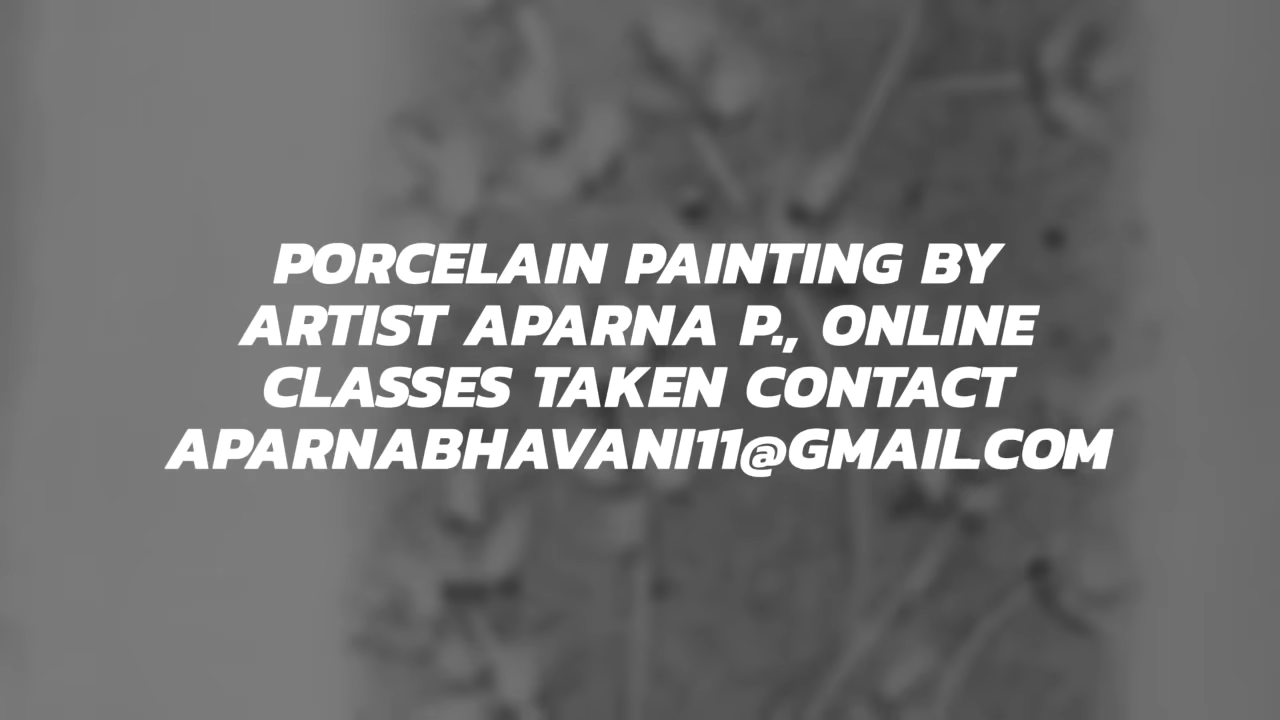 PORCELAIN PAINTING BY
ARTIST APARNA P., ONLINE
CLASSES TAKEN CONTACT
APARNABHAVANI11@GMAIL.COM